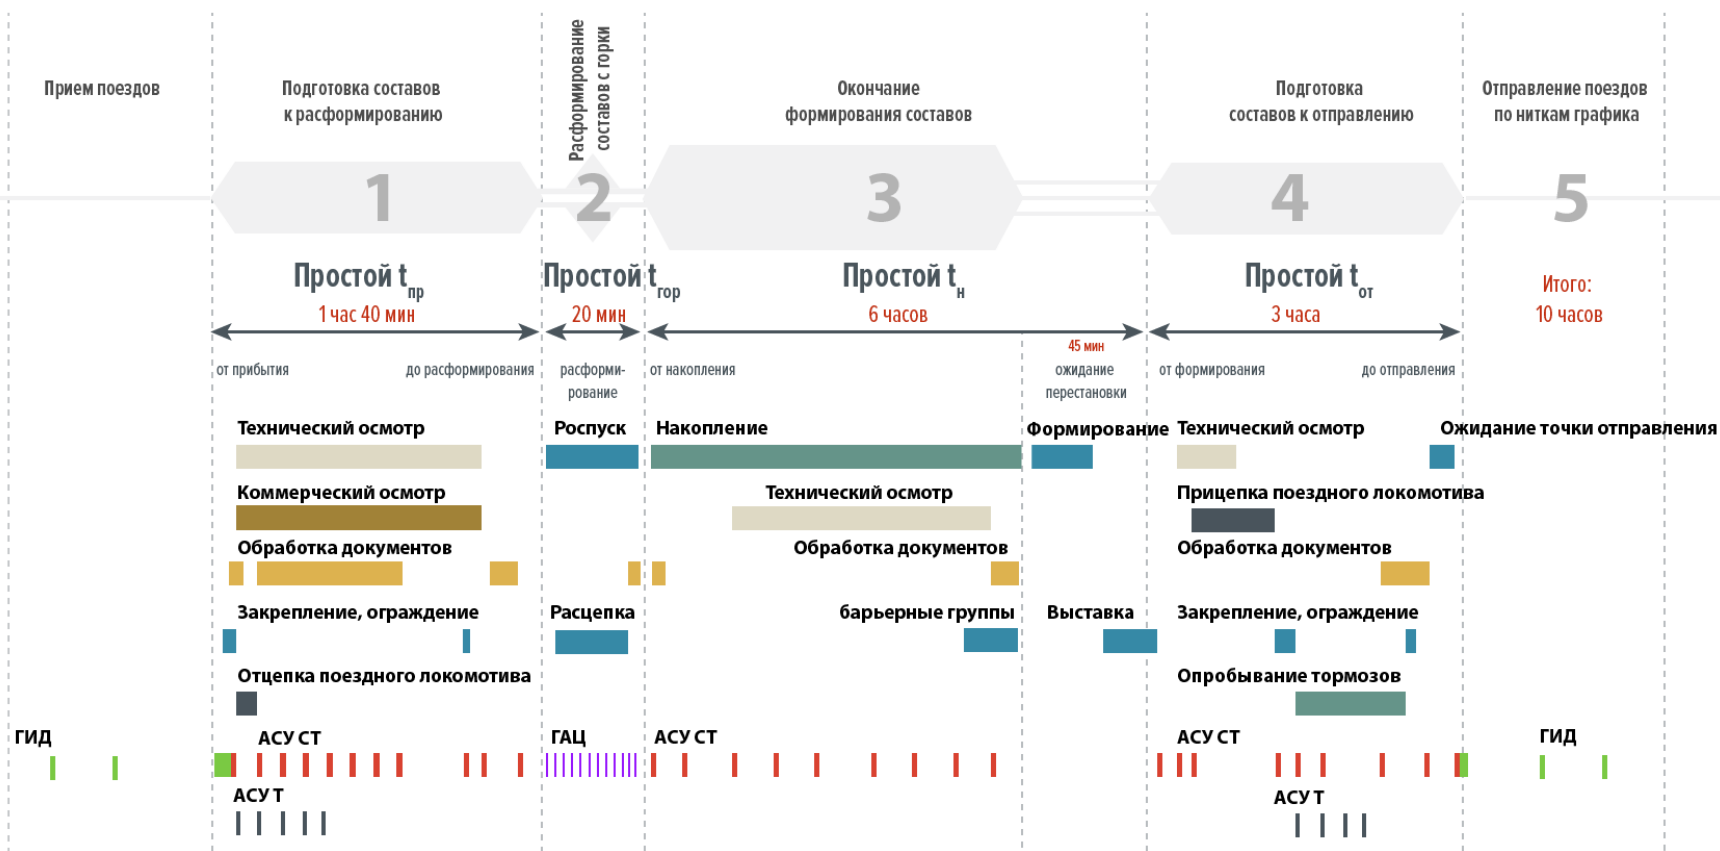 Прием поездов
Подготовка составов
к расформированию
Расформирование
составов с горки
Окончание
формирования составов
Подготовка
составов к отправлению
Отправление поездов
по ниткам графика
1
2
3
4
5
Простой tпр
1 час 40 мин
Простой tгор
20 мин
Простой tн
6 часов
Простой tот
3 часа
Итого:
10 часов
от прибытия
до расформирования
расформи-
рование
от накопления
45 мин
ожидание
перестановки
от формирования
до отправления
Технический осмотр
Роспуск
Накопление
Формирование
Технический осмотр
Ожидание точки отправления
Коммерческий осмотр
Технический осмотр
Прицепка поездного локомотива
Обработка документов
Обработка документов
Обработка документов
Закрепление, ограждение
Расцепка
барьерные группы
Выставка
Закрепление, ограждение
Отцепка поездного локомотива
Опробывание тормозов
ГИД
АСУ СТ
ГАЦ
АСУ СТ
АСУ СТ
ГИД
АСУ Т
АСУ Т